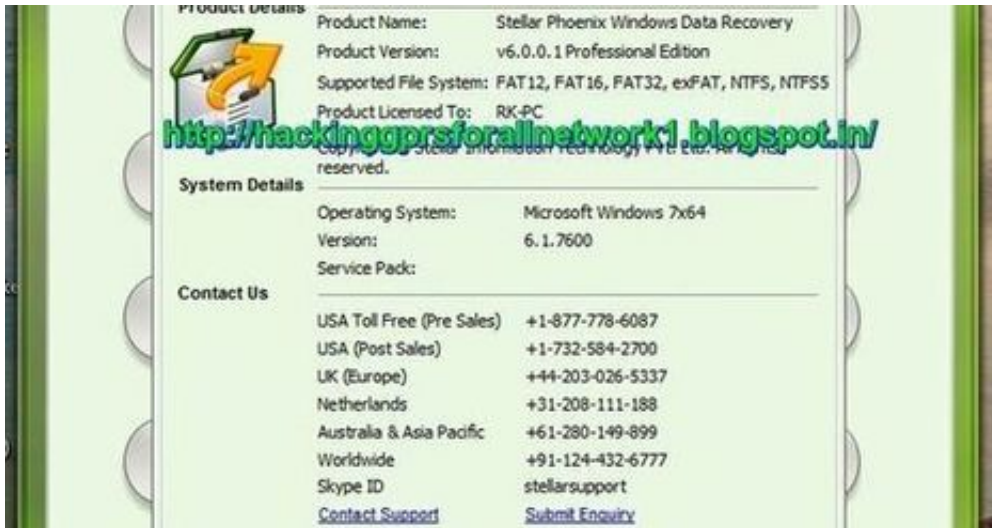 Product Details
Product Name: Stellar Phoenix Windows Data Recovery
Product Version: v6.0.0.1 Professional Edition
Supported File System: FAT12, FAT16, FAT32, exFAT, NTFS, NTFS5
Product Licensed To: RK-PC
http://hackinggprsforallnetwork1.blogspot.in/
Stellar Information Technology Pvt.
reserved.
System Details
Operating System: Microsoft Windows 7x64
Version: 6.1.7600
Service Pack:
Contact Us
USA Toll Free (Pre Sales) +1-877-778-6087
USA (Post Sales) +1-732-584-2700
UK (Europe) +44-203-026-5337
Netherlands +31-208-111-188
Australia & Asia Pacific +61-280-149-899
Worldwide +91-124-432-6777
Skype ID stellarsupport
Contact Support Submit Enquiry